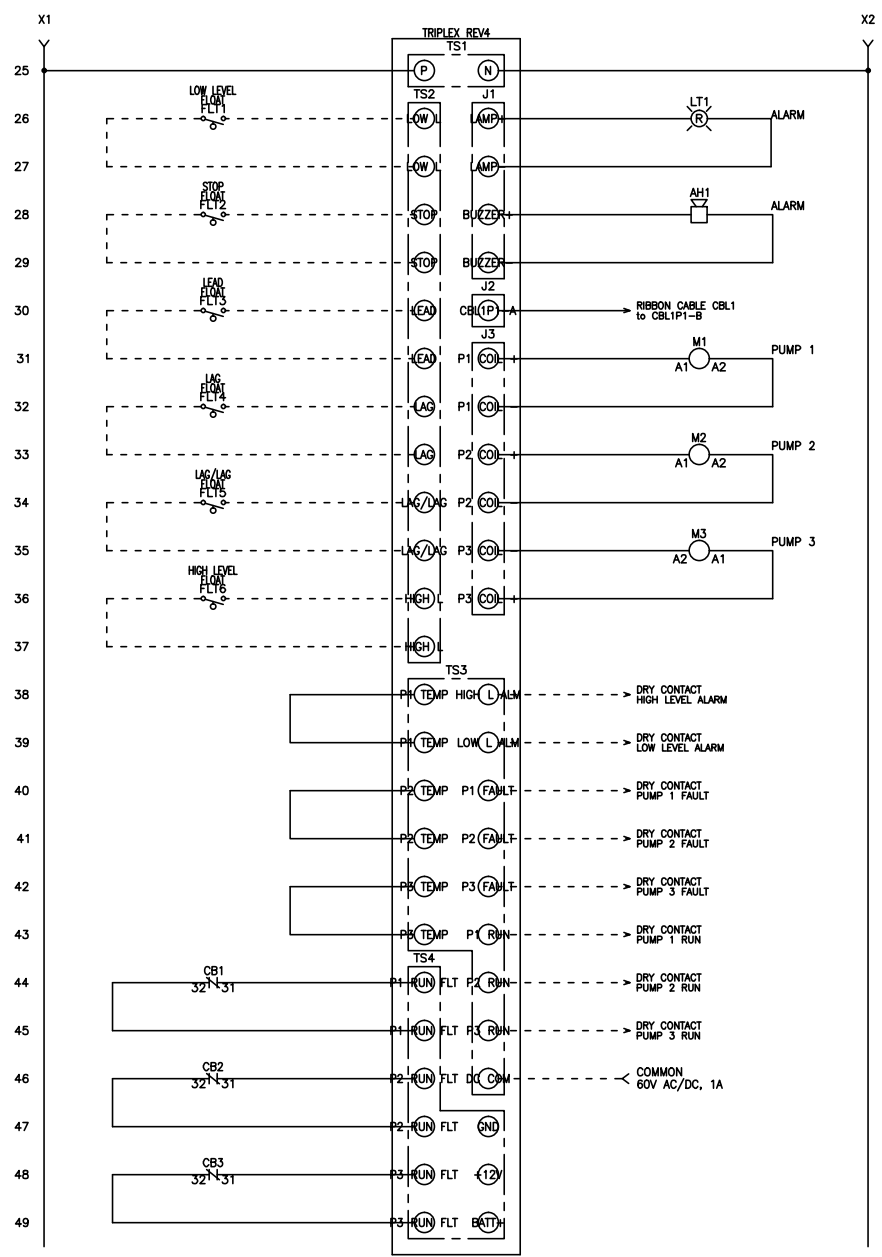 X1 X2
TRIPLEX REV4
TS1
25 P N
LOW LEVEL
FLOAT
FLT1
TS2 J1
LT1
26 LOW L LAMP+ R ALARM
27 LOW L LAMP-
STOP
FLOAT
FLT2
AH1
28 STOP BUZZER+ ALARM
29 STOP BUZZER-
LEAD
FLOAT
FLT3
J2
30 LEAD CBL1P1-A RIBBON CABLE CBL1
to CBL1P1-B
J3
M1
31 LEAD P1 COIL + A1 A2 PUMP 1
LAG
FLOAT
FLT4
32 LAG P1 COIL -
M2
33 LAG P2 COIL + A1 A2 PUMP 2
LAG/LAG
FLOAT
FLT5
34 LAG/LAG P2 COIL -
M3
35 LAG/LAG P3 COIL - A2 A1 PUMP 3
HIGH LEVEL
FLOAT
FLT6
36 HIGH L P3 COIL +
37 HIGH L
TS3
38 P1 TEMP HIGH L ALM DRY CONTACT
HIGH LEVEL ALARM
39 P1 TEMP LOW L ALM DRY CONTACT
LOW LEVEL ALARM
40 P2 TEMP P1 FAULT DRY CONTACT
PUMP 1 FAULT
41 P2 TEMP P2 FAULT DRY CONTACT
PUMP 2 FAULT
42 P3 TEMP P3 FAULT DRY CONTACT
PUMP 3 FAULT
43 P3 TEMP P1 RUN DRY CONTACT
PUMP 1 RUN
TS4
CB1
44 32 31 P1 RUN FLT P2 RUN DRY CONTACT
PUMP 2 RUN
45 P1 RUN FLT P3 RUN DRY CONTACT
PUMP 3 RUN
CB2
46 32 31 P2 RUN FLT DC COM COMMON
60V AC/DC, 1A
47 P2 RUN FLT GND
CB3
48 32 31 P3 RUN FLT +12V
49 P3 RUN FLT BATT+